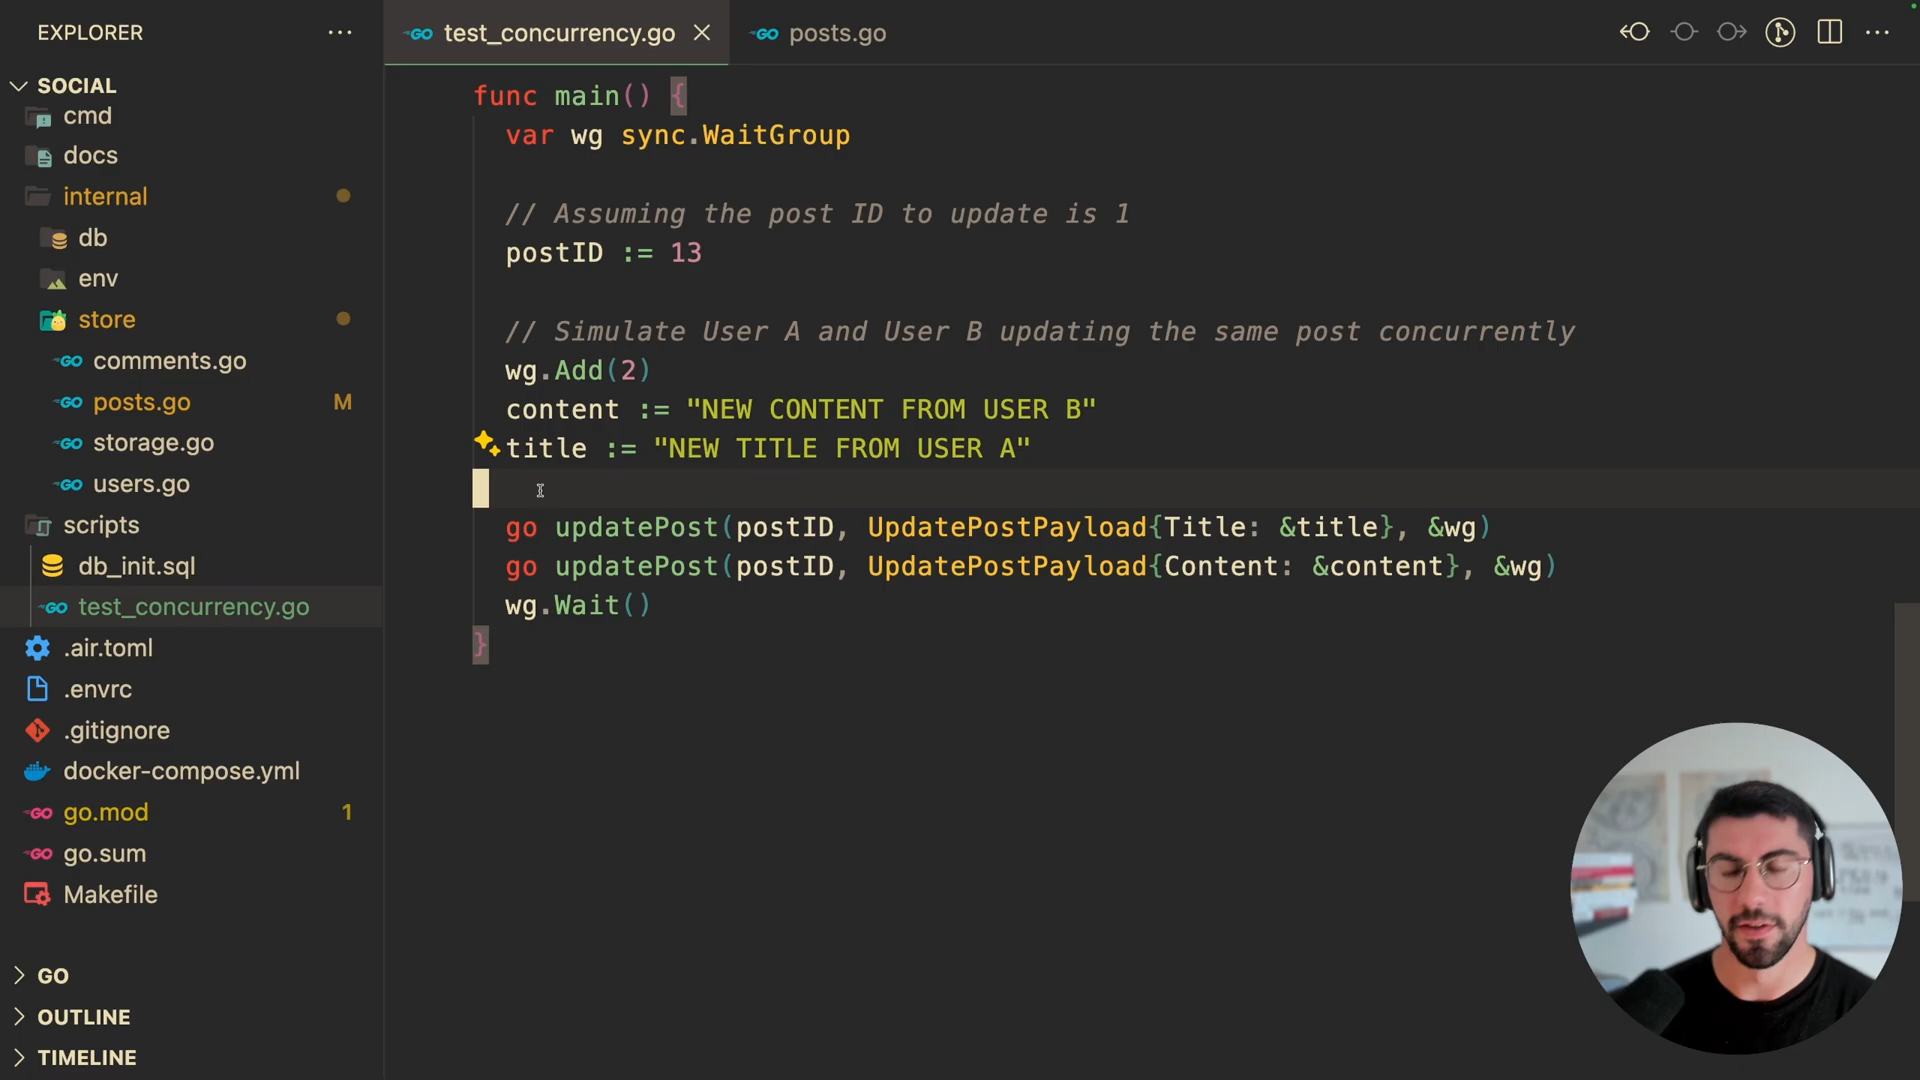 EXPLORER
SOCIAL
cmd
docs
internal
db
env
store
comments.go
posts.go M
storage.go
users.go
scripts
db_init.sql
test_concurrency.go
.air.toml
.envrc
.gitignore
docker-compose.yml
go.mod 1
go.sum
Makefile
GO
OUTLINE
TIMELINE
test_concurrency.go
posts.go
func main() {
var wg sync.WaitGroup
// Assuming the post ID to update is 1
postID := 13
// Simulate User A and User B updating the same post concurrently
wg.Add(2)
content := "NEW CONTENT FROM USER B"
title := "NEW TITLE FROM USER A"
go updatePost(postID, UpdatePostPayload{Title: &title}, &wg)
go updatePost(postID, UpdatePostPayload{Content: &content}, &wg)
wg.Wait()
}